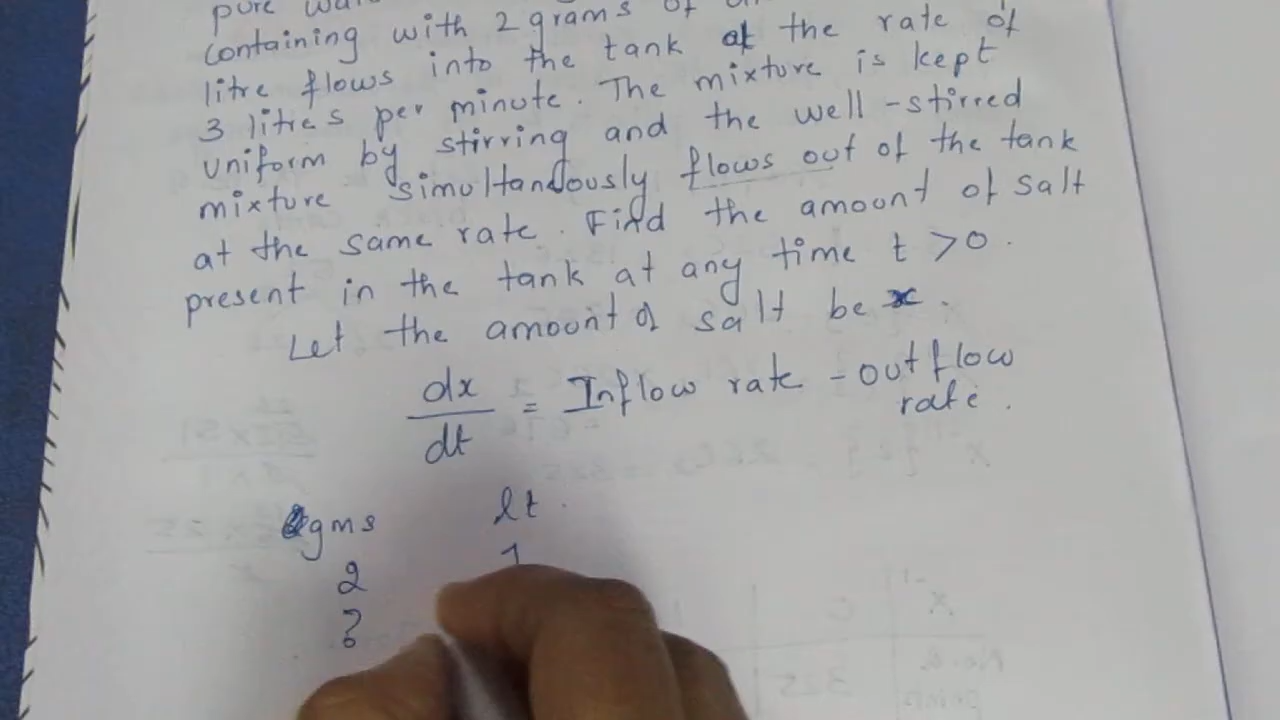 pure
containing with 2 grams of
litre flows into the tank at the rate of
3 litres per minute. The mixture is kept
uniform by stirring and the well-stirred
mixture simultandously flows out of the tank
at the same rate. Find the amount of salt
present in the tank at any time t >0.
Let the amount of salt be x.
dx/dt = Inflow rate - outflow
rate.
gms lt.
2 1
?